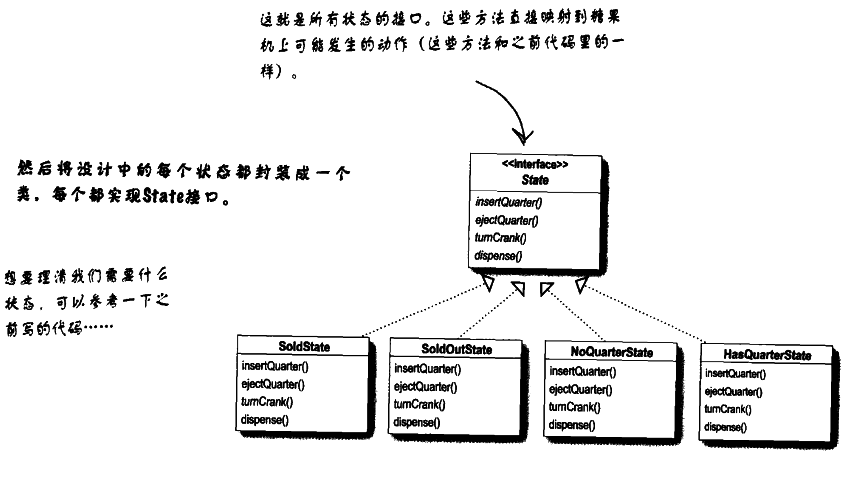 这就是所有状态的接口。这些方法直接映射到糖果
机上可能发生的动作（这些方法和之前代码里的一
样）。
然后将设计中的每个状态都封装成一个
类，每个都实现State接口。
想要理清我们需要什么
状态，可以参考一下之
前写的代码……
<<interface>>
State
insertQuarter()
ejectQuarter()
turnCrank()
dispense()
SoldState
insertQuarter()
ejectQuarter()
turnCrank()
dispense()
SoldOutState
insertQuarter()
ejectQuarter()
turnCrank()
dispense()
NoQuarterState
insertQuarter()
ejectQuarter()
turnCrank()
dispense()
HasQuarterState
insertQuarter()
ejectQuarter()
turnCrank()
dispense()